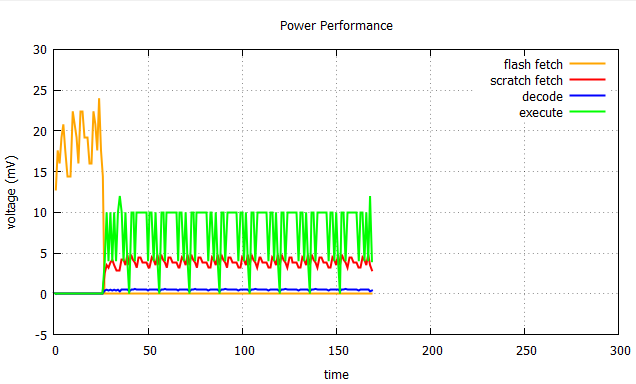 Power Performance
30
25
20
15
10
5
0
-5
voltage (mV)
flash fetch
scratch fetch
decode
execute
0 50 100 150 200 250 300
time